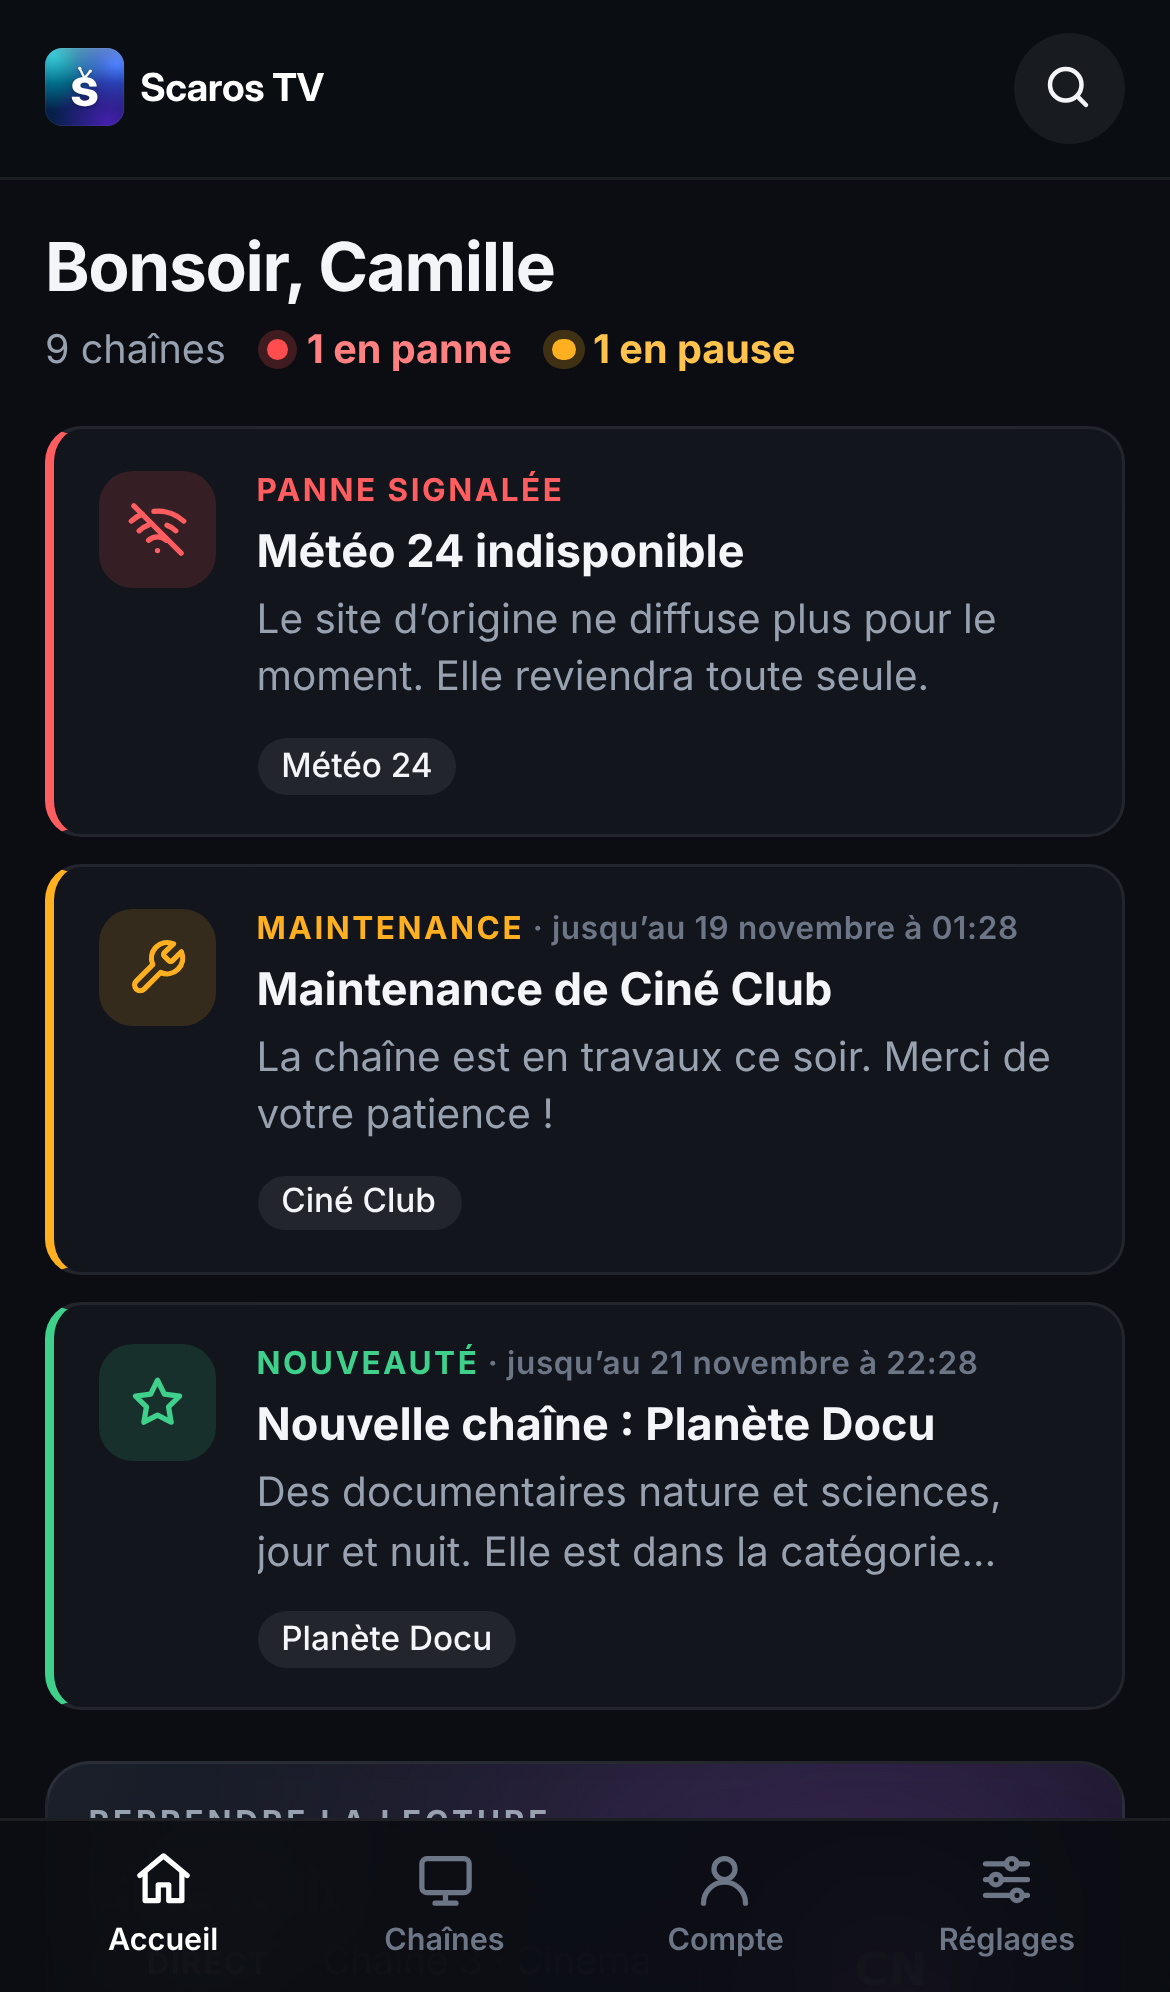 Scaros TV
Bonsoir, Camille
9 chaînes 1 en panne 1 en pause
PANNE SIGNALÉE
Météo 24 indisponible
Le site d’origine ne diffuse plus pour le
moment. Elle reviendra toute seule.
Météo 24
MAINTENANCE · jusqu’au 19 novembre à 01:28
Maintenance de Ciné Club
La chaîne est en travaux ce soir. Merci de
votre patience !
Ciné Club
NOUVEAUTÉ · jusqu’au 21 novembre à 22:28
Nouvelle chaîne : Planète Docu
Des documentaires nature et sciences,
jour et nuit. Elle est dans la catégorie…
Planète Docu
REPRENDRE LA LECTURE
Accueil Chaînes Compte Réglages